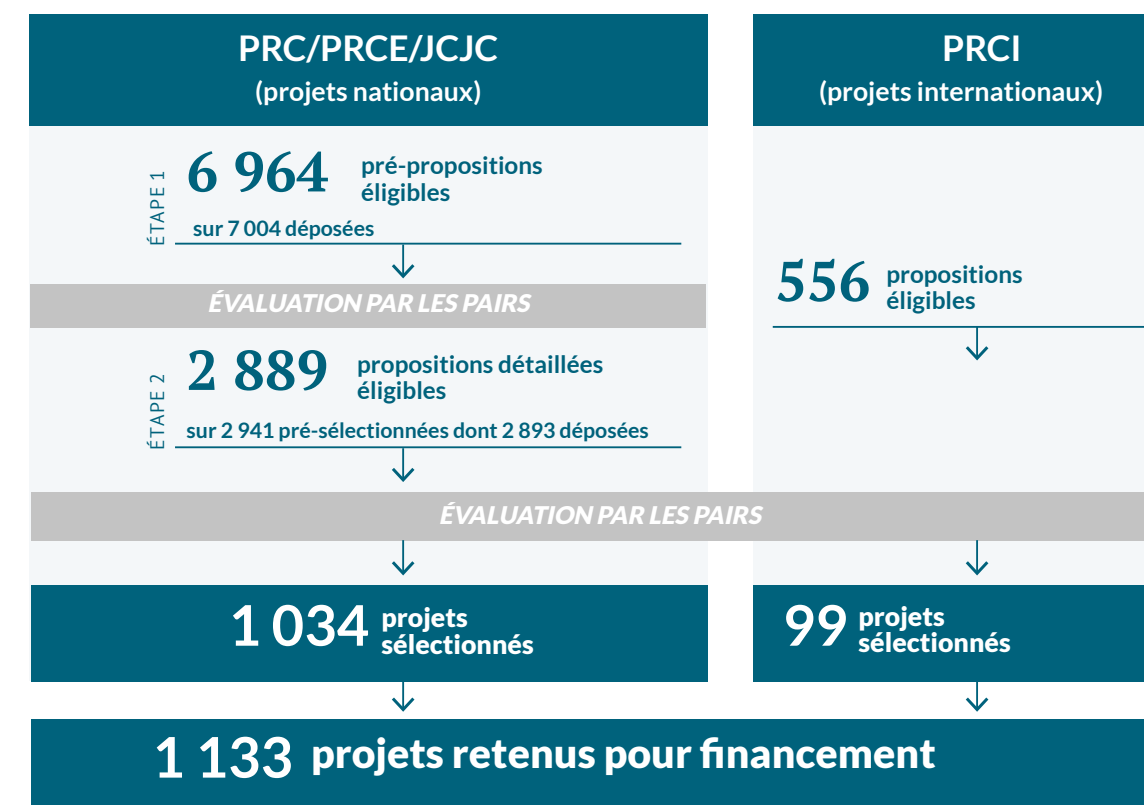 PRC/PRCE/JCJC
(projets nationaux)
ÉTAPE 1
6 964 pré-propositions
éligibles
sur 7 004 déposées
ÉVALUATION PAR LES PAIRS
ÉTAPE 2
2 889 propositions détaillées
éligibles
sur 2 941 pré-sélectionnées dont 2 893 déposées
PRCI
(projets internationaux)
556 propositions
éligibles
ÉVALUATION PAR LES PAIRS
1 034 projets
sélectionnés
99 projets
sélectionnés
1 133 projets retenus pour financement